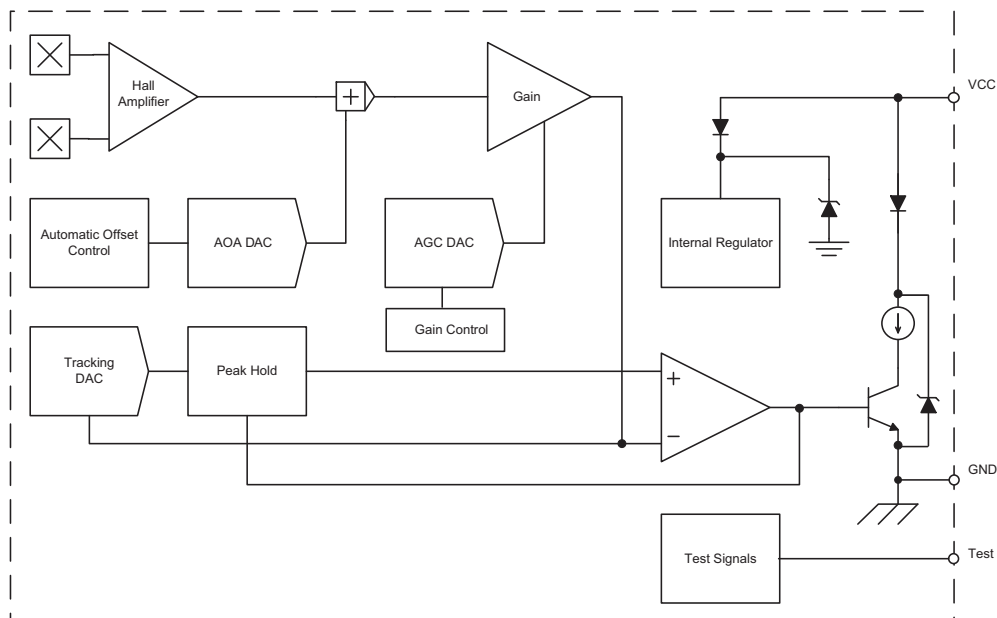 Hall
Amplifier
+
Gain
VCC
Automatic Offset
Control
AOA DAC
AGC DAC
Internal Regulator
Gain Control
Tracking
DAC
Peak Hold
+
−
GND
Test Signals
Test